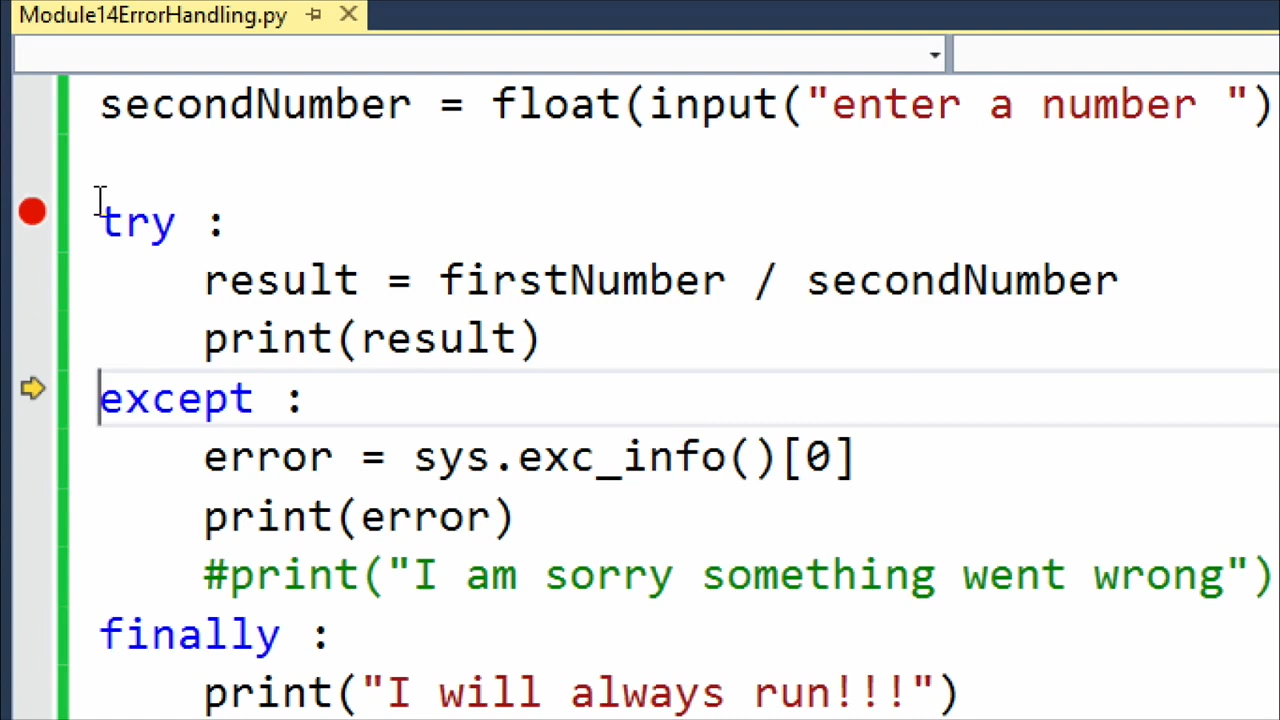 Module14ErrorHandling.py
secondNumber = float(input("enter a number ")
try :
    result = firstNumber / secondNumber
    print(result)
except :
    error = sys.exc_info()[0]
    print(error)
    #print("I am sorry something went wrong")
finally :
    print("I will always run!!!")